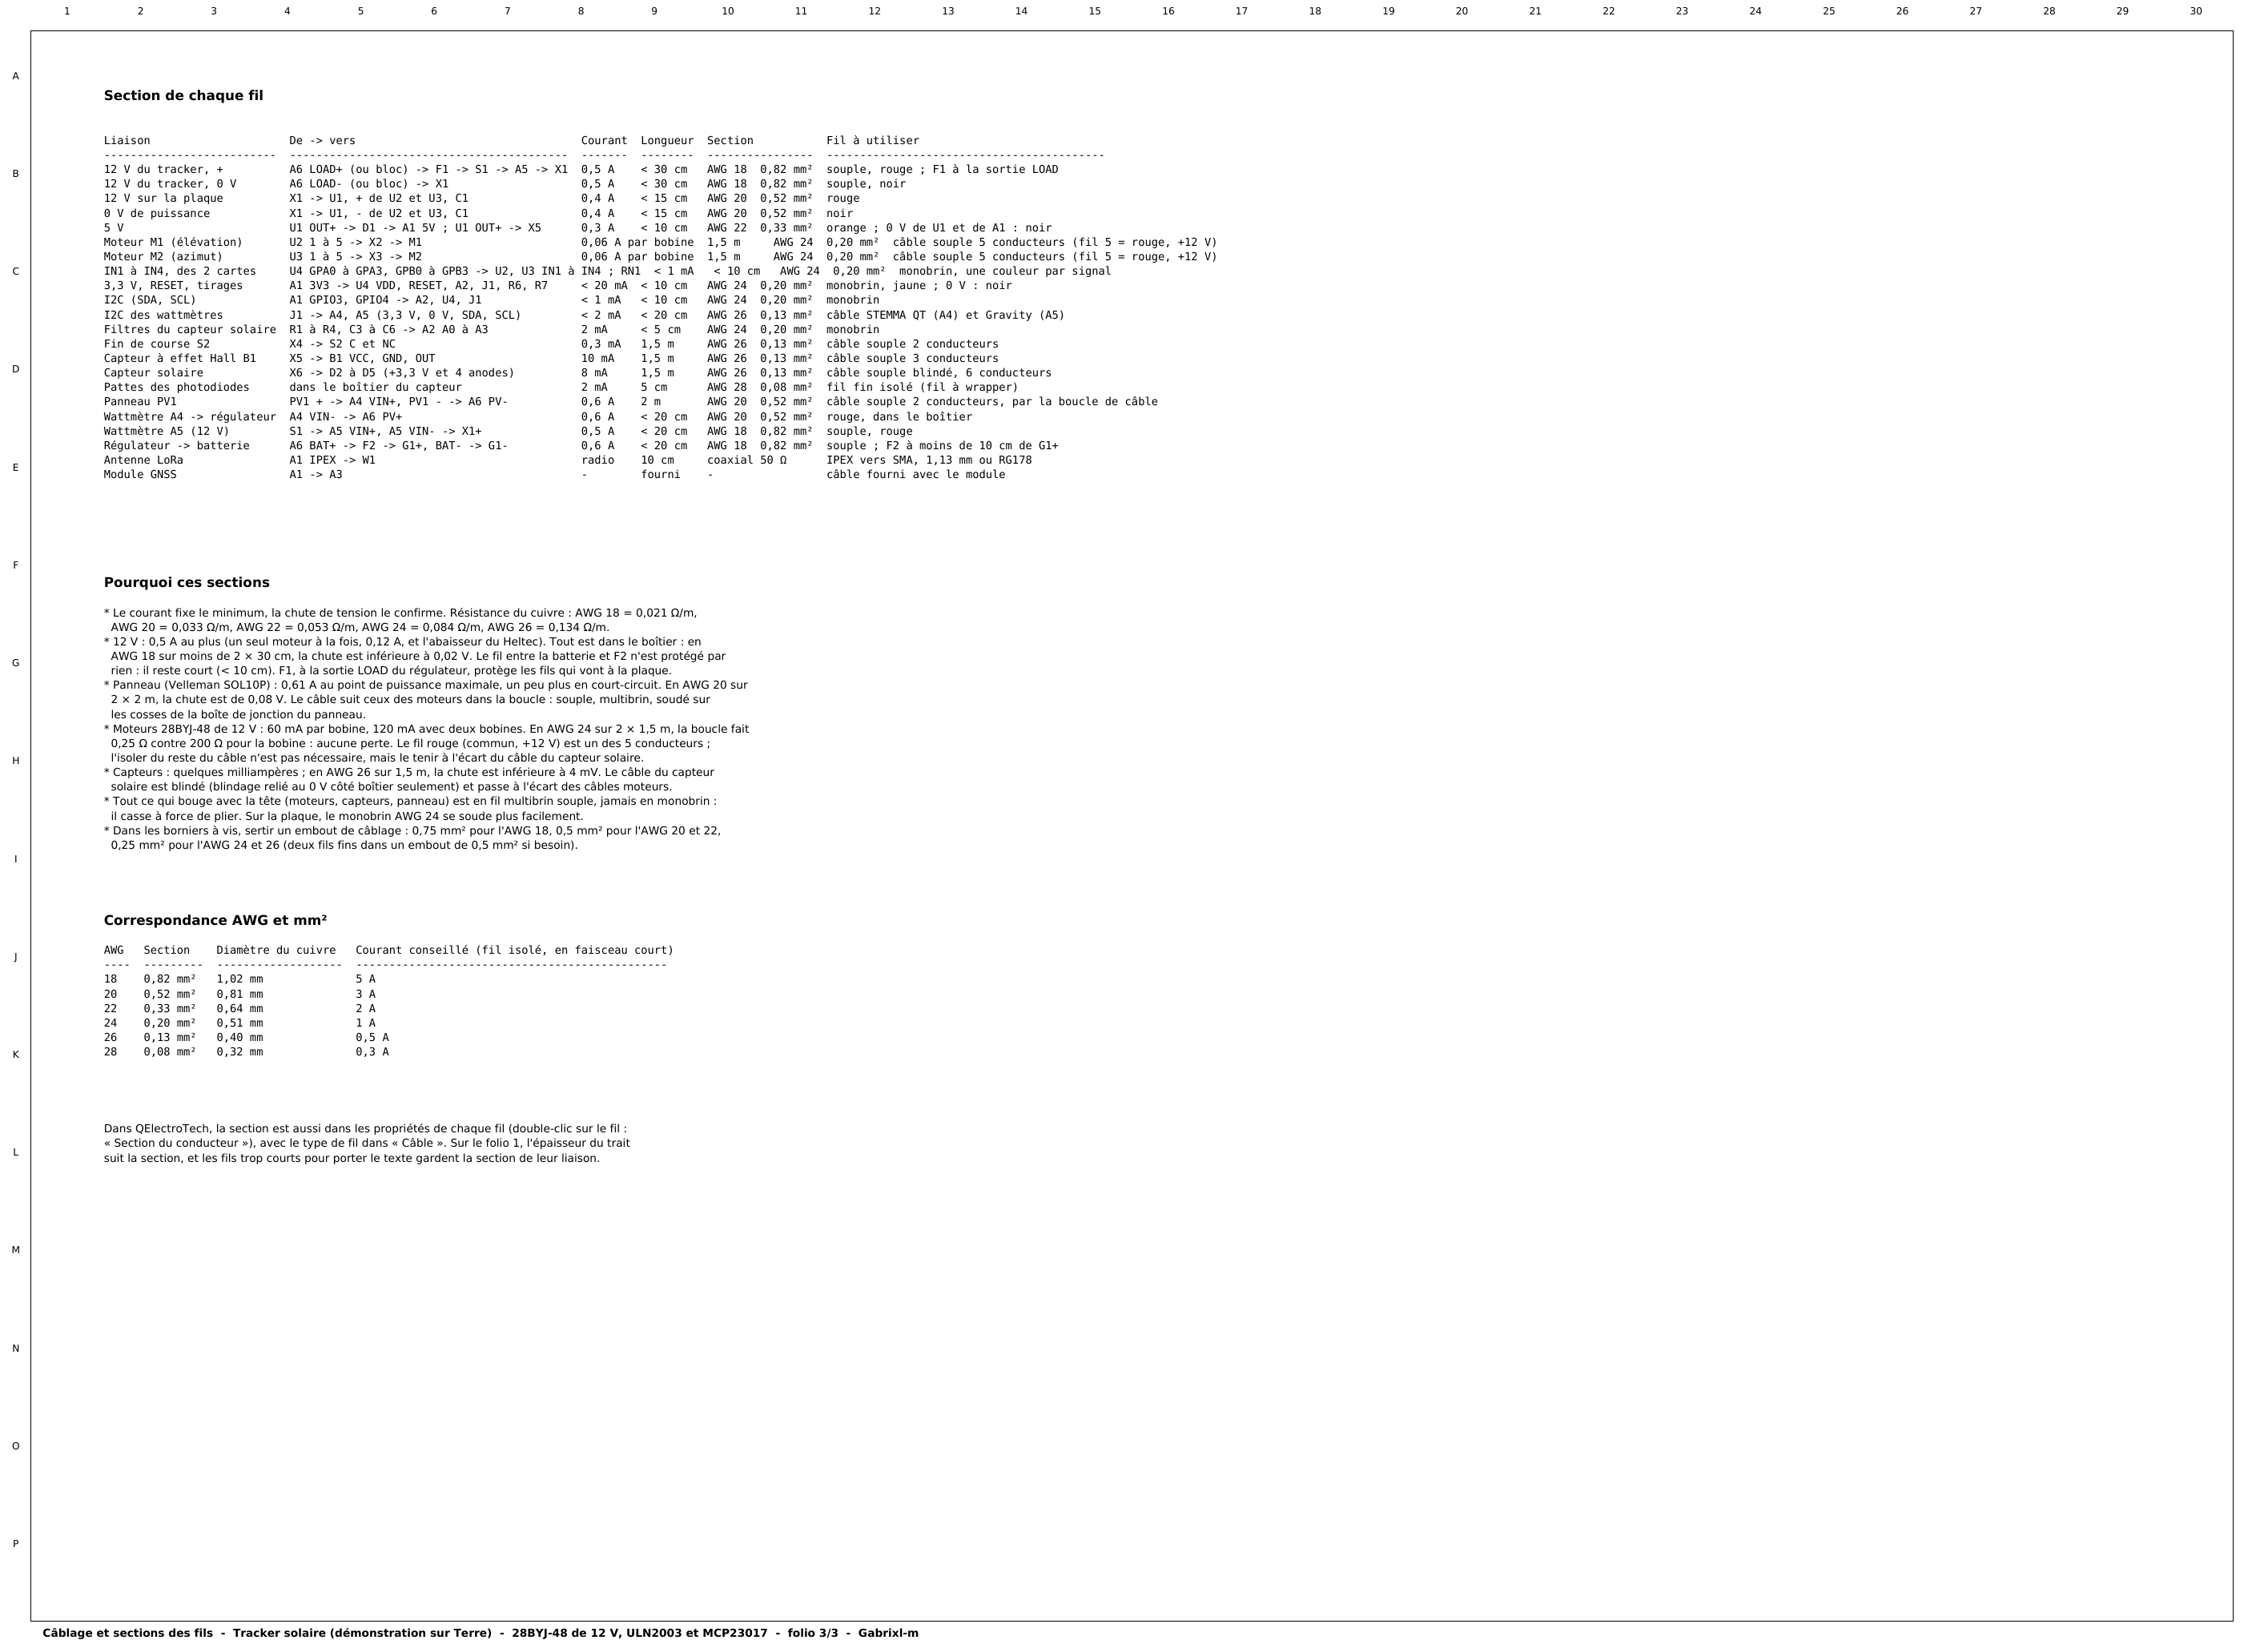 1 2 3 4 5 6 7 8 9 10 11 12 13 14 15 16 17 18 19 20 21 22 23 24 25 26 27 28 29 30
A
Section de chaque fil
Liaison De -> vers Courant Longueur Section Fil à utiliser
-------------------------- ------------------------------------------ ------- -------- ---------------- ------------------------------------------
B
12 V du tracker, + A6 LOAD+ (ou bloc) -> F1 -> S1 -> A5 -> X1 0,5 A < 30 cm AWG 18 0,82 mm² souple, rouge ; F1 à la sortie LOAD
12 V du tracker, 0 V A6 LOAD- (ou bloc) -> X1 0,5 A < 30 cm AWG 18 0,82 mm² souple, noir
12 V sur la plaque X1 -> U1, + de U2 et U3, C1 0,4 A < 15 cm AWG 20 0,52 mm² rouge
0 V de puissance X1 -> U1, - de U2 et U3, C1 0,4 A < 15 cm AWG 20 0,52 mm² noir
5 V U1 OUT+ -> D1 -> A1 5V ; U1 OUT+ -> X5 0,3 A < 10 cm AWG 22 0,33 mm² orange ; 0 V de U1 et de A1 : noir
Moteur M1 (élévation) U2 1 à 5 -> X2 -> M1 0,06 A par bobine 1,5 m AWG 24 0,20 mm² câble souple 5 conducteurs (fil 5 = rouge, +12 V)
Moteur M2 (azimut) U3 1 à 5 -> X3 -> M2 0,06 A par bobine 1,5 m AWG 24 0,20 mm² câble souple 5 conducteurs (fil 5 = rouge, +12 V)
C
IN1 à IN4, des 2 cartes U4 GPA0 à GPA3, GPB0 à GPB3 -> U2, U3 IN1 à IN4 ; RN1 < 1 mA < 10 cm AWG 24 0,20 mm² monobrin, une couleur par signal
3,3 V, RESET, tirages A1 3V3 -> U4 VDD, RESET, A2, J1, R6, R7 < 20 mA < 10 cm AWG 24 0,20 mm² monobrin, jaune ; 0 V : noir
I2C (SDA, SCL) A1 GPIO3, GPIO4 -> A2, U4, J1 < 1 mA < 10 cm AWG 24 0,20 mm² monobrin
I2C des wattmètres J1 -> A4, A5 (3,3 V, 0 V, SDA, SCL) < 2 mA < 20 cm AWG 26 0,13 mm² câble STEMMA QT (A4) et Gravity (A5)
Filtres du capteur solaire R1 à R4, C3 à C6 -> A2 A0 à A3 2 mA < 5 cm AWG 24 0,20 mm² monobrin
Fin de course S2 X4 -> S2 C et NC 0,3 mA 1,5 m AWG 26 0,13 mm² câble souple 2 conducteurs
Capteur à effet Hall B1 X5 -> B1 VCC, GND, OUT 10 mA 1,5 m AWG 26 0,13 mm² câble souple 3 conducteurs
D
Capteur solaire X6 -> D2 à D5 (+3,3 V et 4 anodes) 8 mA 1,5 m AWG 26 0,13 mm² câble souple blindé, 6 conducteurs
Pattes des photodiodes dans le boîtier du capteur 2 mA 5 cm AWG 28 0,08 mm² fil fin isolé (fil à wrapper)
Panneau PV1 PV1 + -> A4 VIN+, PV1 - -> A6 PV- 0,6 A 2 m AWG 20 0,52 mm² câble souple 2 conducteurs, par la boucle de câble
Wattmètre A4 -> régulateur A4 VIN- -> A6 PV+ 0,6 A < 20 cm AWG 20 0,52 mm² rouge, dans le boîtier
Wattmètre A5 (12 V) S1 -> A5 VIN+, A5 VIN- -> X1+ 0,5 A < 20 cm AWG 18 0,82 mm² souple, rouge
Régulateur -> batterie A6 BAT+ -> F2 -> G1+, BAT- -> G1- 0,6 A < 20 cm AWG 18 0,82 mm² souple ; F2 à moins de 10 cm de G1+
E
Antenne LoRa A1 IPEX -> W1 radio 10 cm coaxial 50 Ω IPEX vers SMA, 1,13 mm ou RG178
Module GNSS A1 -> A3 - fourni - câble fourni avec le module
F
Pourquoi ces sections
* Le courant fixe le minimum, la chute de tension le confirme. Résistance du cuivre : AWG 18 = 0,021 Ω/m,
AWG 20 = 0,033 Ω/m, AWG 22 = 0,053 Ω/m, AWG 24 = 0,084 Ω/m, AWG 26 = 0,134 Ω/m.
* 12 V : 0,5 A au plus (un seul moteur à la fois, 0,12 A, et l'abaisseur du Heltec). Tout est dans le boîtier : en
G
AWG 18 sur moins de 2 × 30 cm, la chute est inférieure à 0,02 V. Le fil entre la batterie et F2 n'est protégé par
rien : il reste court (< 10 cm). F1, à la sortie LOAD du régulateur, protège les fils qui vont à la plaque.
* Panneau (Velleman SOL10P) : 0,61 A au point de puissance maximale, un peu plus en court-circuit. En AWG 20 sur
2 × 2 m, la chute est de 0,08 V. Le câble suit ceux des moteurs dans la boucle : souple, multibrin, soudé sur
les cosses de la boîte de jonction du panneau.
* Moteurs 28BYJ-48 de 12 V : 60 mA par bobine, 120 mA avec deux bobines. En AWG 24 sur 2 × 1,5 m, la boucle fait
0,25 Ω contre 200 Ω pour la bobine : aucune perte. Le fil rouge (commun, +12 V) est un des 5 conducteurs ;
H
l'isoler du reste du câble n'est pas nécessaire, mais le tenir à l'écart du câble du capteur solaire.
* Capteurs : quelques milliampères ; en AWG 26 sur 1,5 m, la chute est inférieure à 4 mV. Le câble du capteur
solaire est blindé (blindage relié au 0 V côté boîtier seulement) et passe à l'écart des câbles moteurs.
* Tout ce qui bouge avec la tête (moteurs, capteurs, panneau) est en fil multibrin souple, jamais en monobrin :
il casse à force de plier. Sur la plaque, le monobrin AWG 24 se soude plus facilement.
* Dans les borniers à vis, sertir un embout de câblage : 0,75 mm² pour l'AWG 18, 0,5 mm² pour l'AWG 20 et 22,
0,25 mm² pour l'AWG 24 et 26 (deux fils fins dans un embout de 0,5 mm² si besoin).
I
Correspondance AWG et mm²
AWG Section Diamètre du cuivre Courant conseillé (fil isolé, en faisceau court)
J
---- --------- ------------------- -----------------------------------------------
18 0,82 mm² 1,02 mm 5 A
20 0,52 mm² 0,81 mm 3 A
22 0,33 mm² 0,64 mm 2 A
24 0,20 mm² 0,51 mm 1 A
26 0,13 mm² 0,40 mm 0,5 A
K
28 0,08 mm² 0,32 mm 0,3 A
Dans QElectroTech, la section est aussi dans les propriétés de chaque fil (double-clic sur le fil :
« Section du conducteur »), avec le type de fil dans « Câble ». Sur le folio 1, l'épaisseur du trait
L
suit la section, et les fils trop courts pour porter le texte gardent la section de leur liaison.
M
N
O
P
Câblage et sections des fils - Tracker solaire (démonstration sur Terre) - 28BYJ-48 de 12 V, ULN2003 et MCP23017 - folio 3/3 - Gabrixl-m